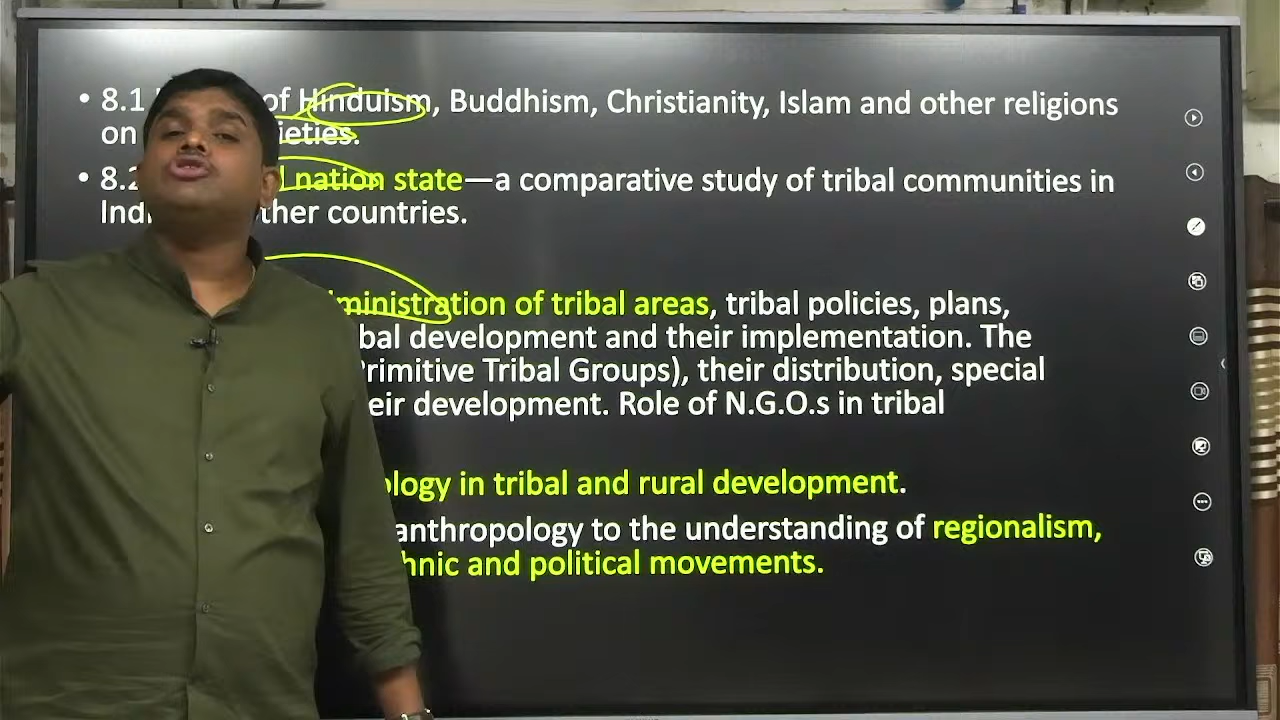 • 8.1 of Hinduism, Buddhism, Christianity, Islam and other religions
on ieties.
• 8.2 nation state—a comparative study of tribal communities in
Indi ther countries.
ministration of tribal areas, tribal policies, plans,
bal development and their implementation. The
Primitive Tribal Groups), their distribution, special
eir development. Role of N.G.O.s in tribal
ology in tribal and rural development.
anthropology to the understanding of regionalism,
hnic and political movements.